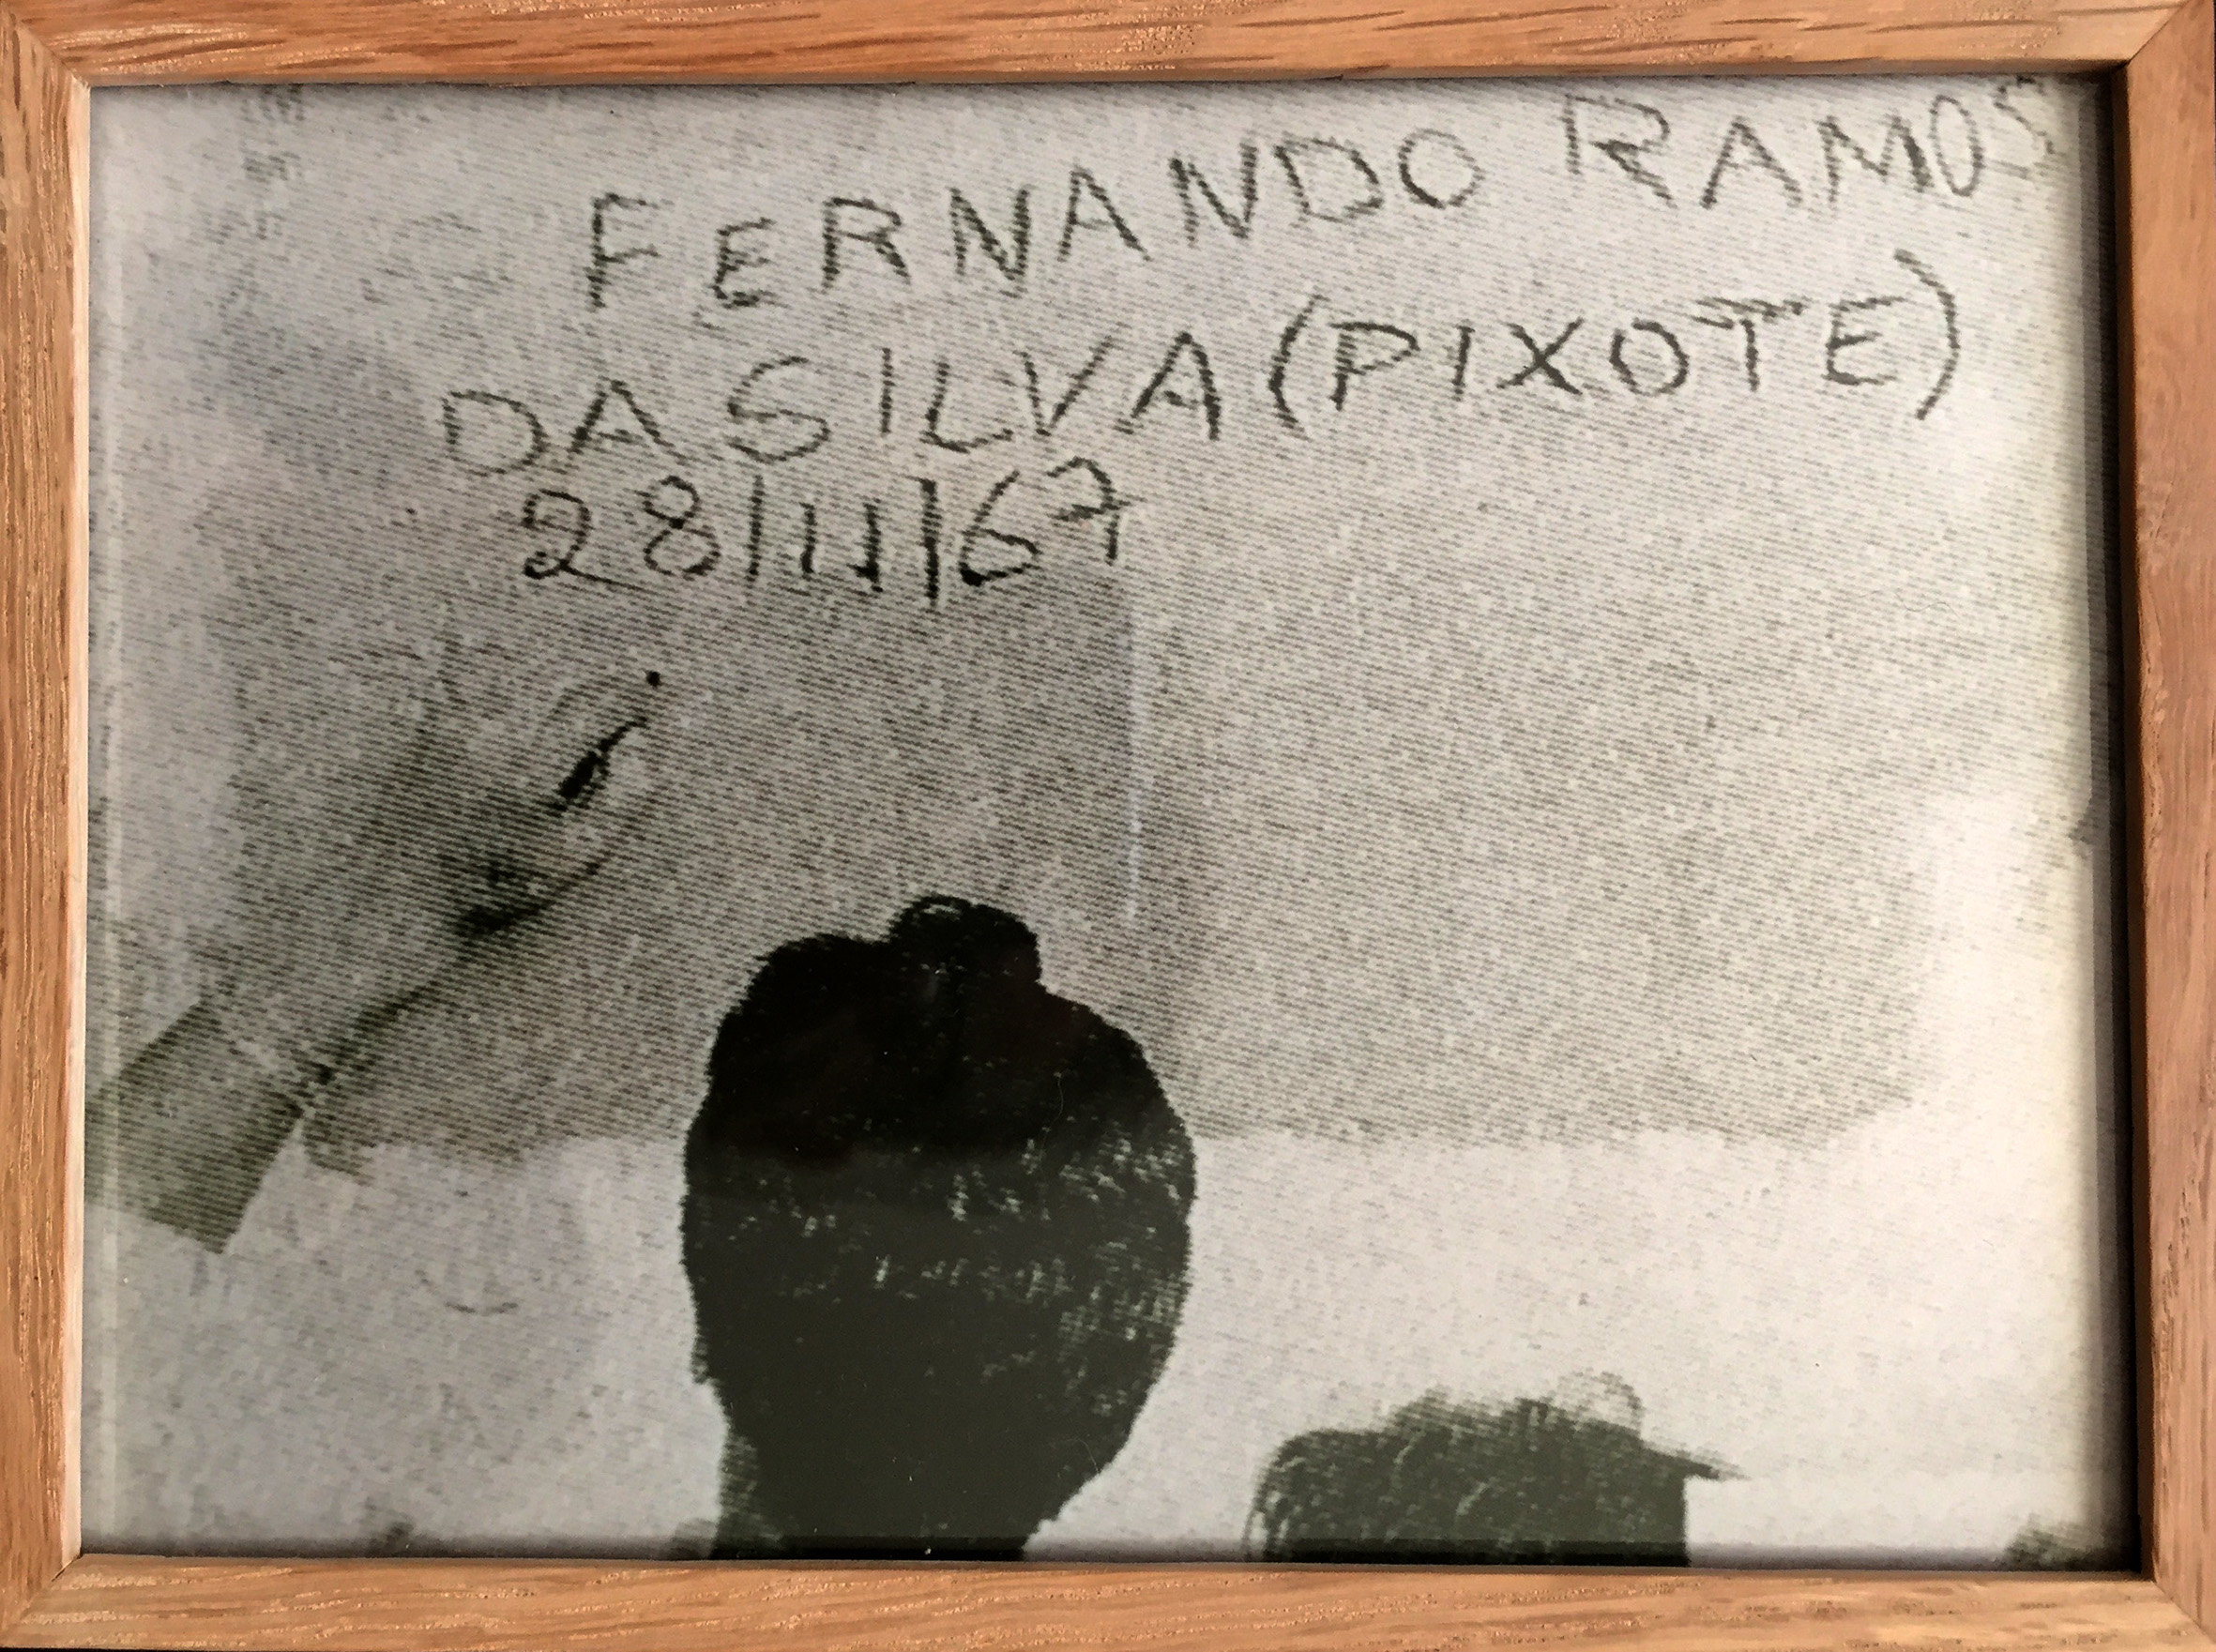 FERNANDO RAMOS
DA SILVA (PIXOTE)
28/11/67